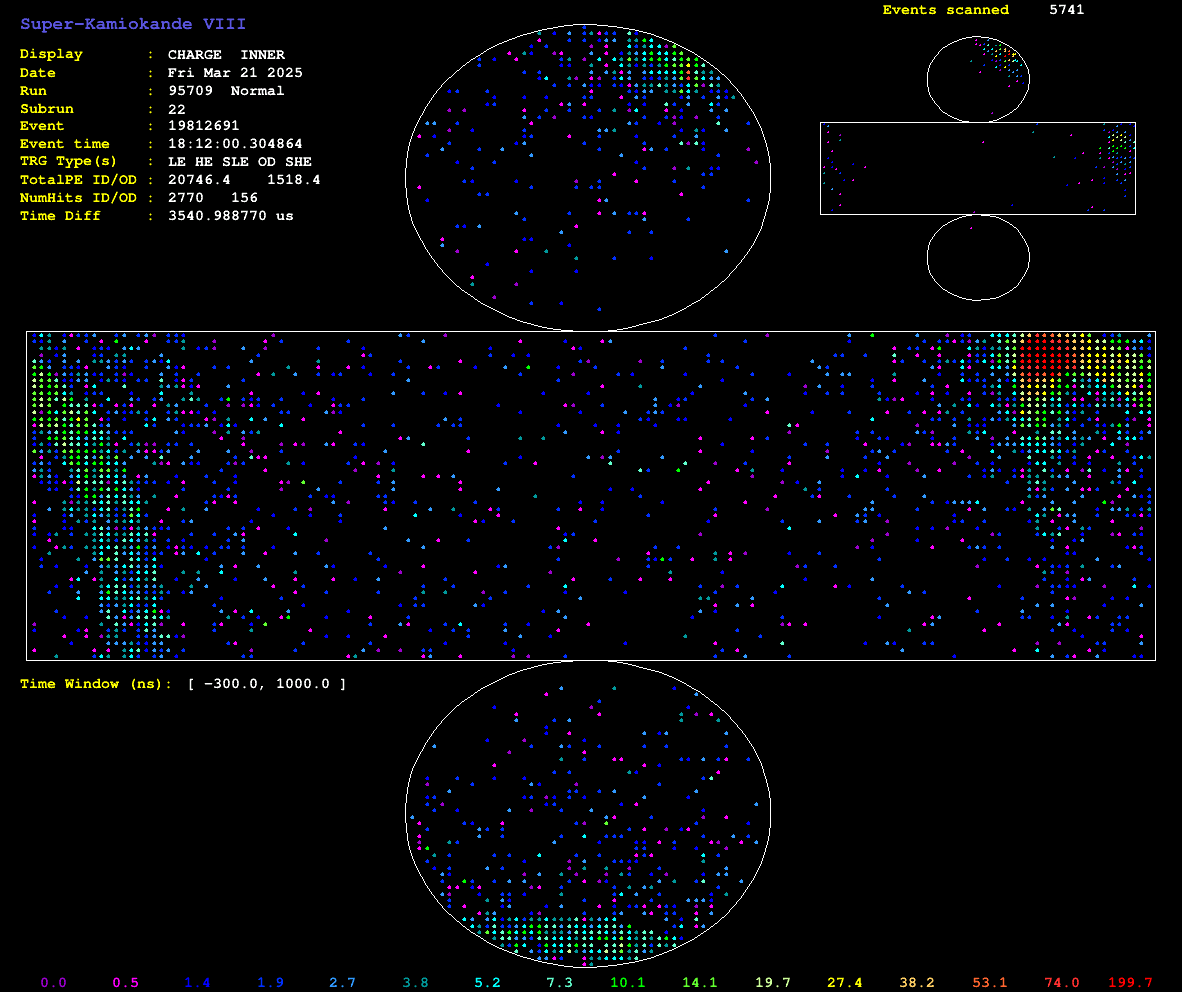 Super-Kamiokande VIII
Events scanned 5741
Display : CHARGE INNER
Date : Fri Mar 21 2025
Run : 95709 Normal
Subrun : 22
Event : 19812691
Event time : 18:12:00.304864
TRG Type(s) : LE HE SLE OD SHE
TotalPE ID/OD : 20746.4 1518.4
NumHits ID/OD : 2770 156
Time Diff : 3540.988770 us
Time Window (ns): [ -300.0, 1000.0 ]
0.0 0.5 1.4 1.9 2.7 3.8 5.2 7.3 10.1 14.1 19.7 27.4 38.2 53.1 74.0 199.7